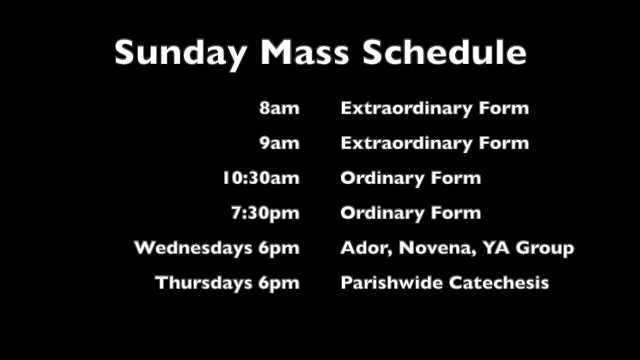 Sunday Mass Schedule
8am Extraordinary Form
9am Extraordinary Form
10:30am Ordinary Form
7:30pm Ordinary Form
Wednesdays 6pm Ador, Novena, YA Group
Thursdays 6pm Parishwide Catechesis